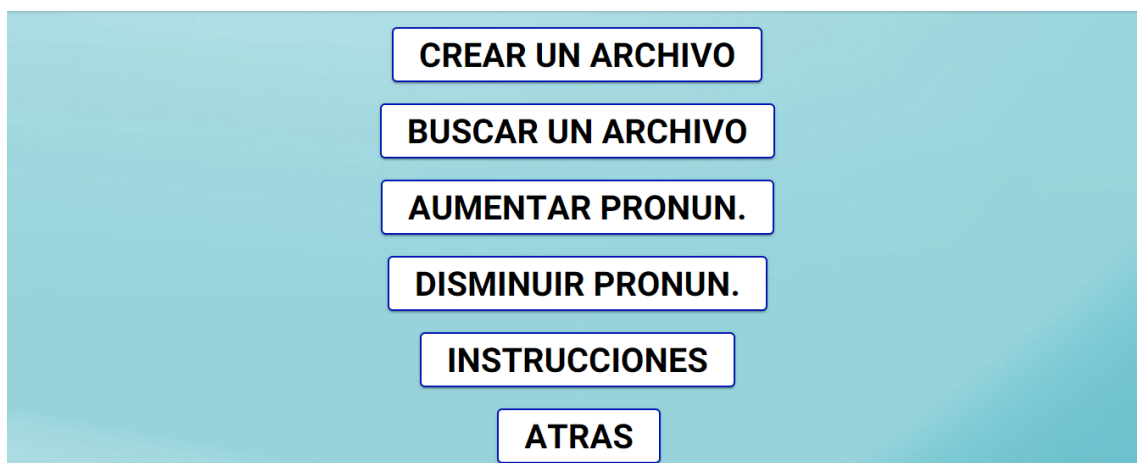 CREAR UN ARCHIVO
BUSCAR UN ARCHIVO
AUMENTAR PRONUN.
DISMINUIR PRONUN.
INSTRUCCIONES
ATRAS